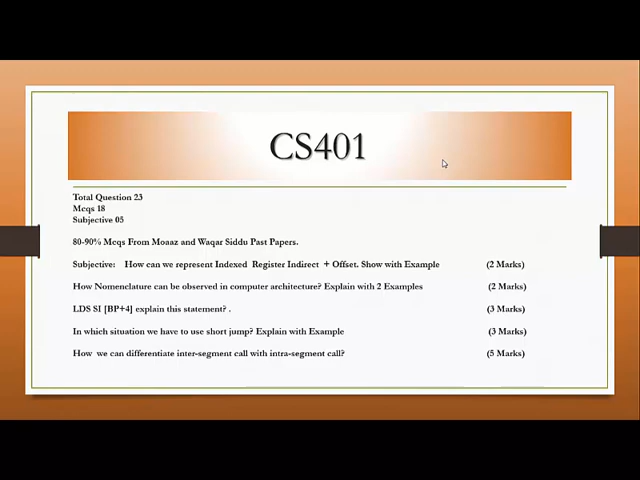 CS401
Total Question 23
Mcqs 18
Subjective 05
80-90% Mcqs From Moaaz and Waqar Siddu Past Papers.
Subjective: How can we represent Indexed Register Indirect + Offset. Show with Example (2 Marks)
How Nomenclature can be observed in computer architecture? Explain with 2 Examples (2 Marks)
LDS SI [BP+4] explain this statement? . (3 Marks)
In which situation we have to use short jump? Explain with Example (3 Marks)
How we can differentiate inter-segment call with intra-segment call? (5 Marks)